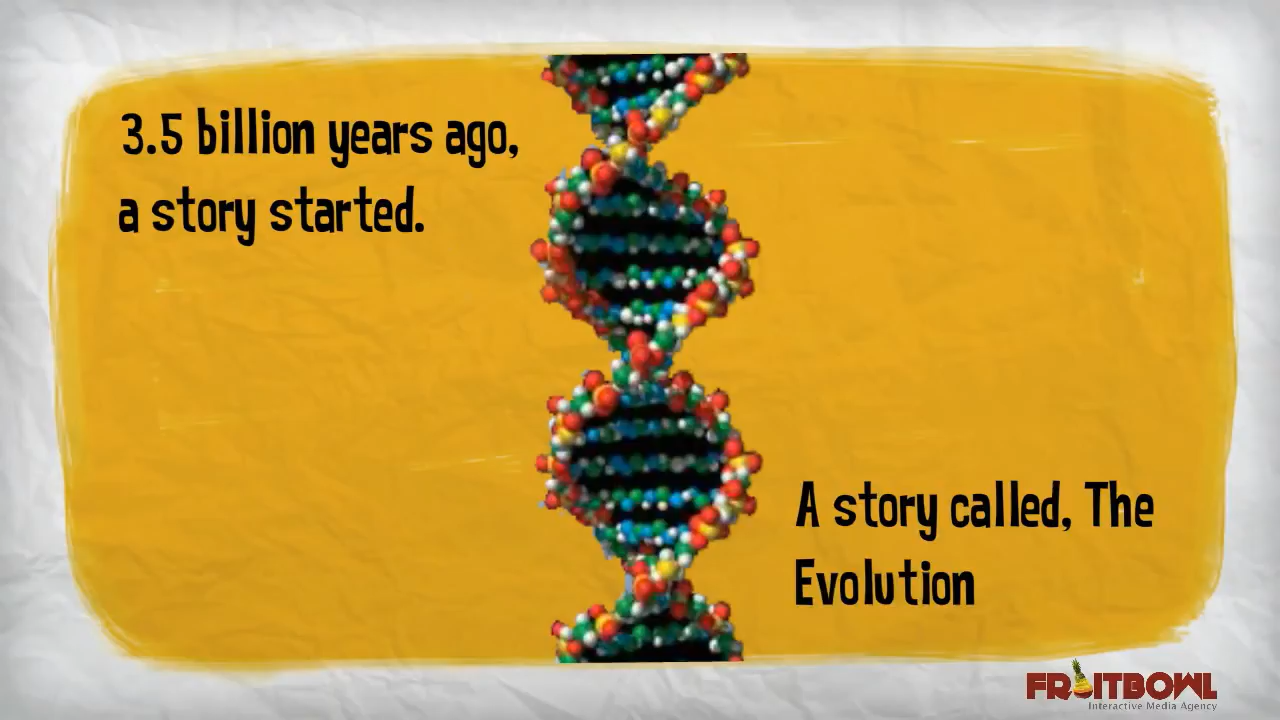 3.5 billion years ago,
a story started.
A story called, The
Evolution
FRUITBOWL
Interactive Media Agency